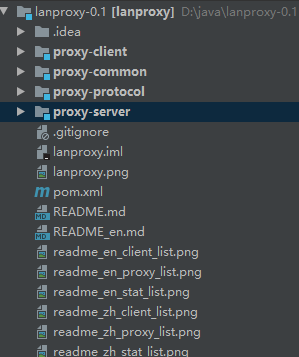 lanproxy-0.1 [lanproxy] D:\java\lanproxy-0.1
.idea
proxy-client
proxy-common
proxy-protocol
proxy-server
.gitignore
lanproxy.iml
lanproxy.png
pom.xml
README.md
README_en.md
readme_en_client_list.png
readme_en_proxy_list.png
readme_en_stat_list.png
readme_zh_client_list.png
readme_zh_proxy_list.png
readme_zh_stat_list.png